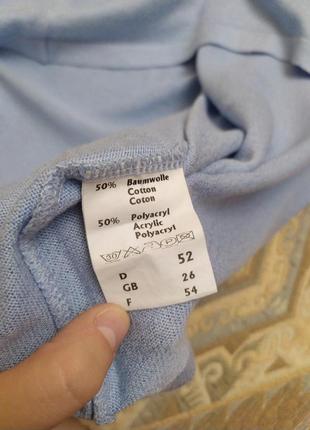 50% Baumwolle
Cotton
Coton
50% Polyacryl
Acrylic
Polyacryl
D 52
GB 26
F 54